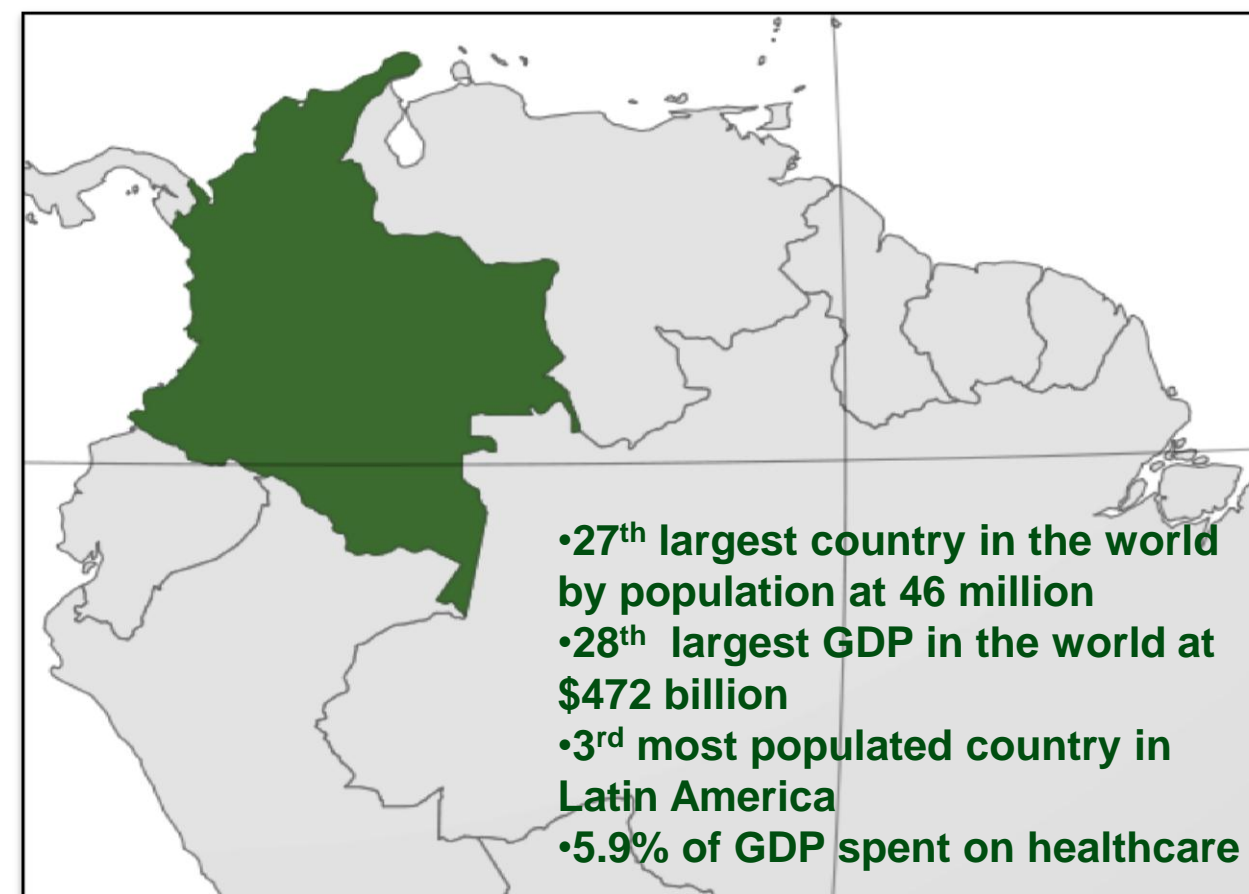 •27th largest country in the world
by population at 46 million
•28th largest GDP in the world at
$472 billion
•3rd most populated country in
Latin America
•5.9% of GDP spent on healthcare